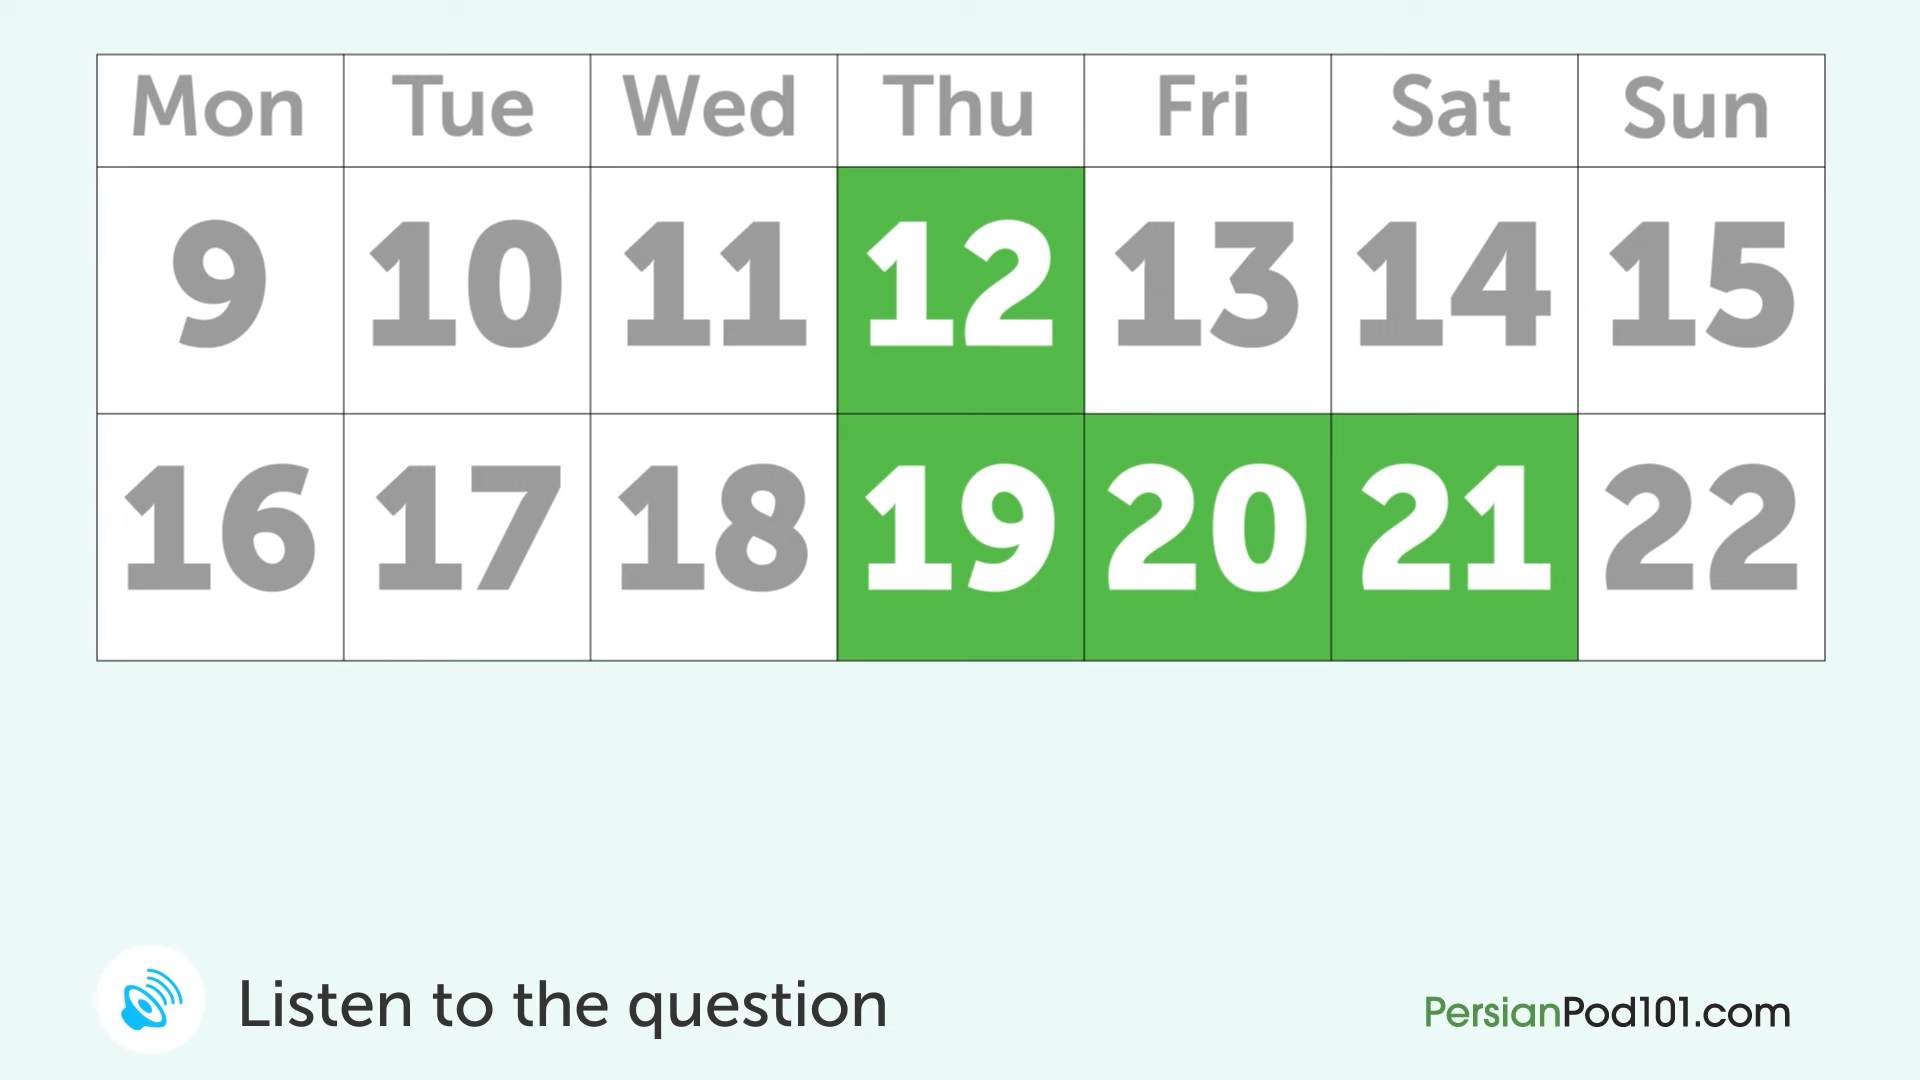 Mon Tue Wed Thu Fri Sat Sun
9 10 11 12 13 14 15
16 17 18 19 20 21 22
Listen to the question
PersianPod101.com